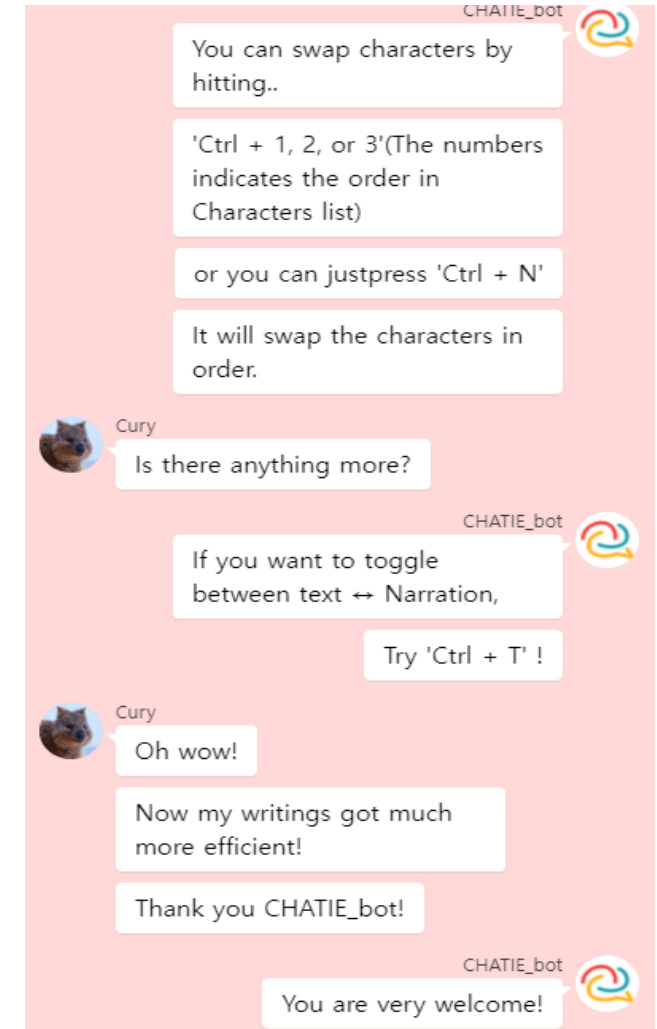 CHATIE_bot
You can swap characters by
hitting..
'Ctrl + 1, 2, or 3'(The numbers
indicates the order in
Characters list)
or you can justpress 'Ctrl + N'
It will swap the characters in
order.
Cury
Is there anything more?
CHATIE_bot
If you want to toggle
between text ↔ Narration,
Try 'Ctrl + T' !
Cury
Oh wow!
Now my writings got much
more efficient!
Thank you CHATIE_bot!
CHATIE_bot
You are very welcome!